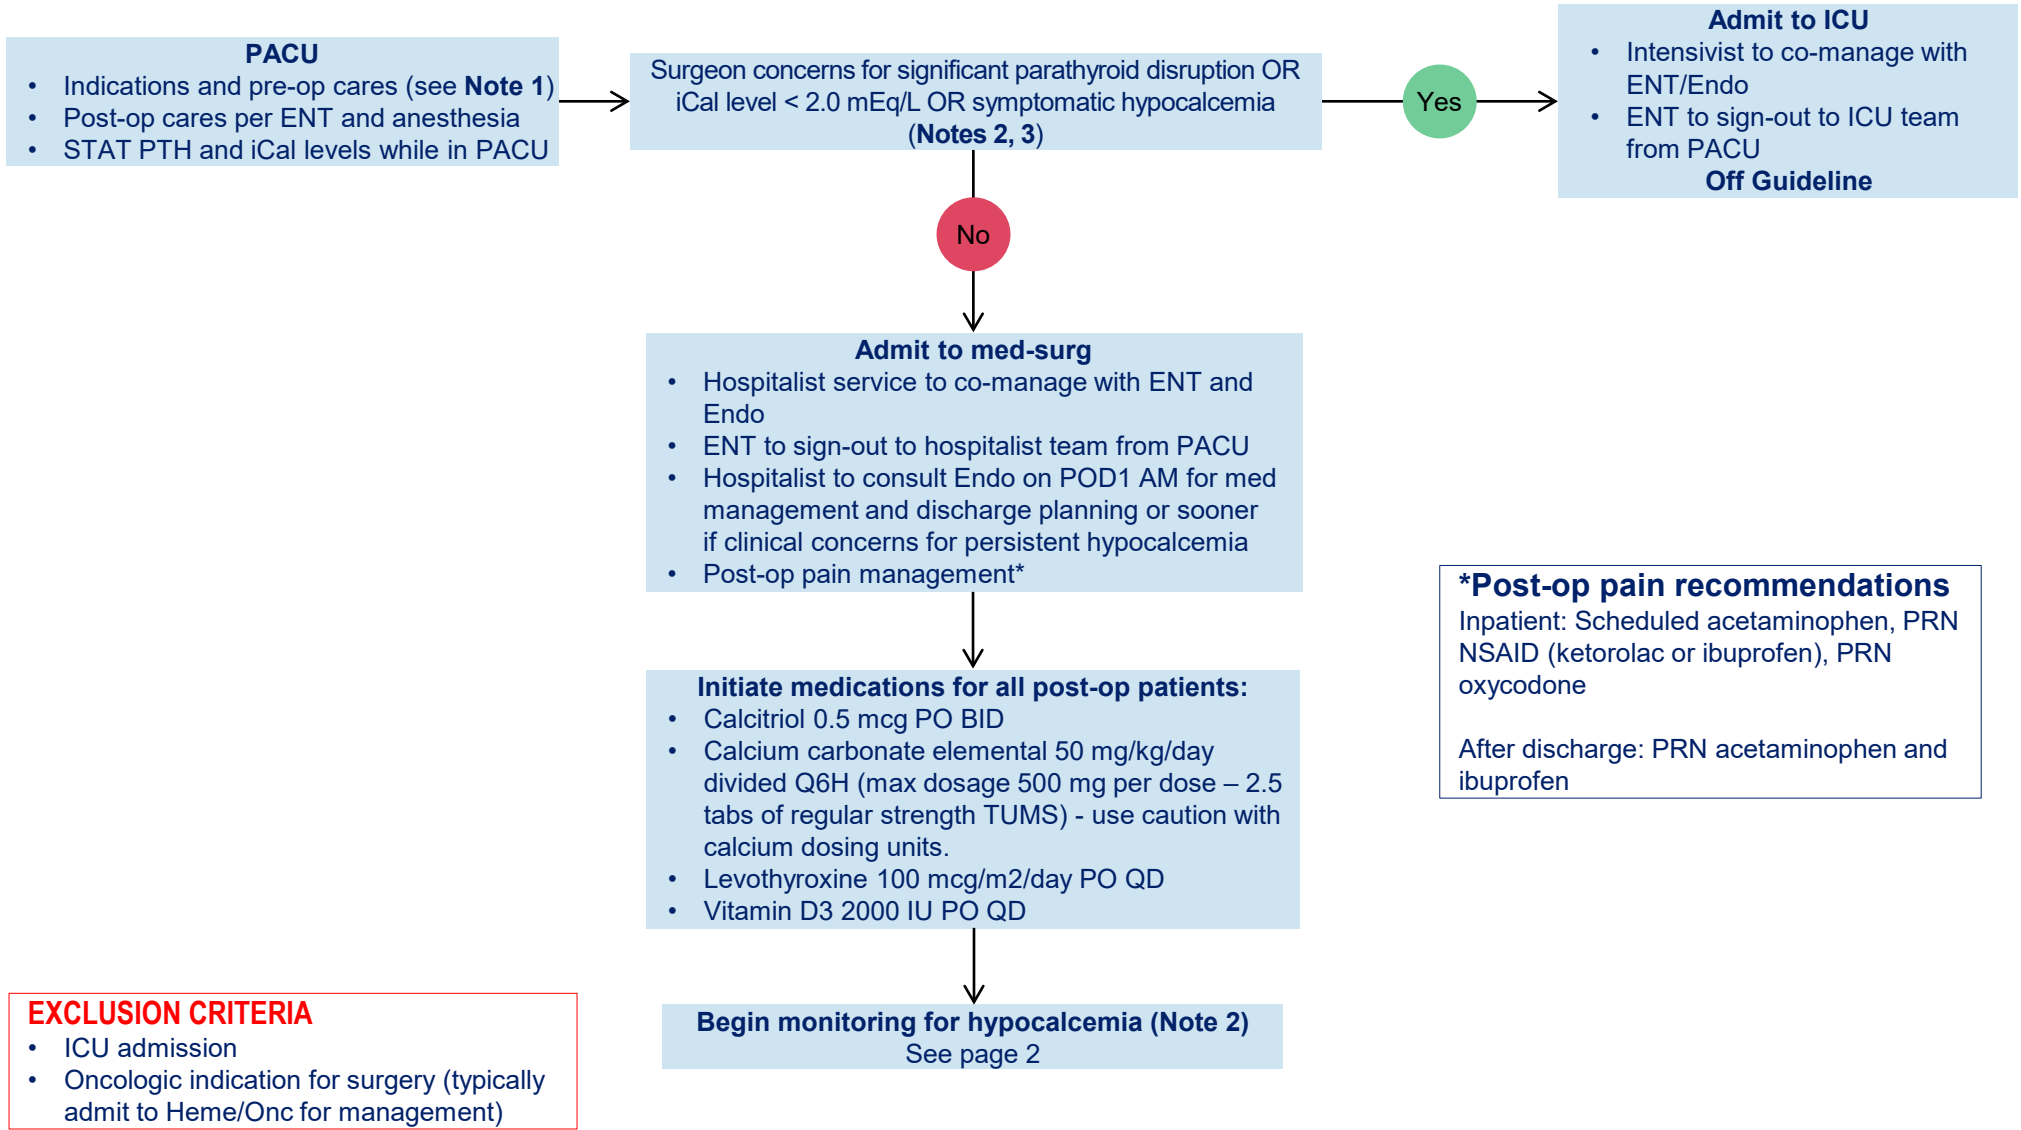 PACU
• Indications and pre-op cares (see Note 1)
• Post-op cares per ENT and anesthesia
• STAT PTH and iCal levels while in PACU
Surgeon concerns for significant parathyroid disruption OR
iCal level < 2.0 mEq/L OR symptomatic hypocalcemia
(Notes 2, 3)
Yes
Admit to ICU
• Intensivist to co-manage with
ENT/Endo
• ENT to sign-out to ICU team
from PACU
Off Guideline
No
Admit to med-surg
• Hospitalist service to co-manage with ENT and
Endo
• ENT to sign-out to hospitalist team from PACU
• Hospitalist to consult Endo on POD1 AM for med
management and discharge planning or sooner
if clinical concerns for persistent hypocalcemia
• Post-op pain management*
*Post-op pain recommendations
Inpatient: Scheduled acetaminophen, PRN
NSAID (ketorolac or ibuprofen), PRN
oxycodone
After discharge: PRN acetaminophen and
ibuprofen
Initiate medications for all post-op patients:
• Calcitriol 0.5 mcg PO BID
• Calcium carbonate elemental 50 mg/kg/day
divided Q6H (max dosage 500 mg per dose – 2.5
tabs of regular strength TUMS) - use caution with
calcium dosing units.
• Levothyroxine 100 mcg/m2/day PO QD
• Vitamin D3 2000 IU PO QD
Begin monitoring for hypocalcemia (Note 2)
See page 2
EXCLUSION CRITERIA
• ICU admission
• Oncologic indication for surgery (typically
admit to Heme/Onc for management)